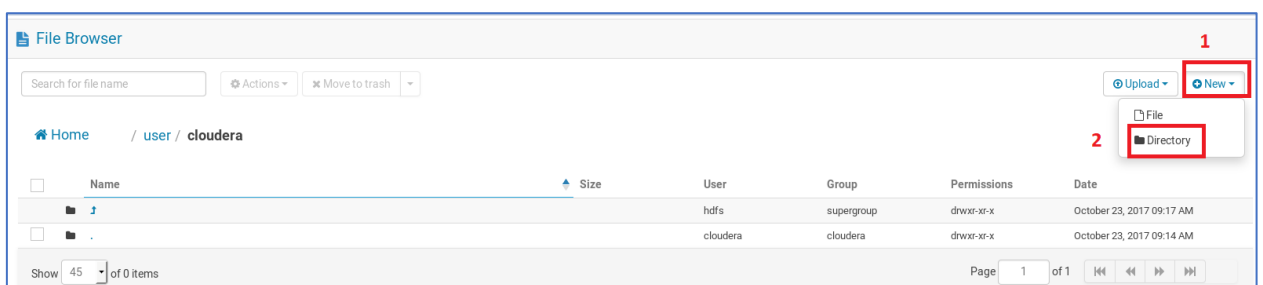 File Browser
1
Search for file name Actions Move to trash Upload New
File
Home / user / cloudera
2 Directory
Name Size User Group Permissions Date
hdfs supergroup drwxr-xr-x October 23, 2017 09:17 AM
. cloudera cloudera drwxr-xr-x October 23, 2017 09:14 AM
Show 45 of 0 items Page 1 of 1